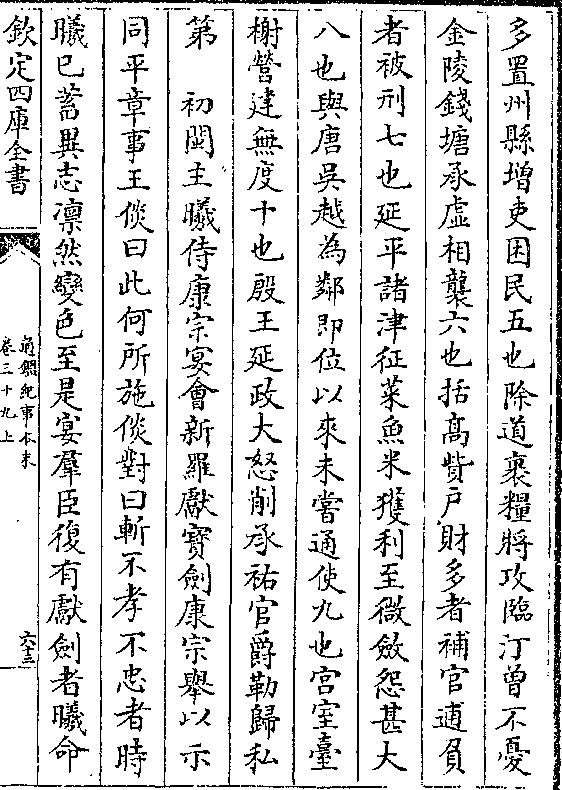 多置州縣增吏困民五也除道裹糧將攻臨汀曾不憂
金陵錢塘承虛相襲六也括髙貲戶財多者補官逋負
者被刑七也延平諸津征菜魚米獲利至微斂怨甚大
八也與唐吳越為鄰即位以來未嘗通使九也宮室臺
榭營建無度十也殷王延政大怒削承祐官爵勒歸私
第　初閩主曦侍康宗宴會新羅獻寶劍康宗舉以示
同平章事王倓曰此何所施倓對曰斬不孝不忠者時
曦已蓄異志凛然變色至是宴羣臣復有獻劍者曦命
欽定四庫全書
通鑑紀事本末
卷三十九上
六十三